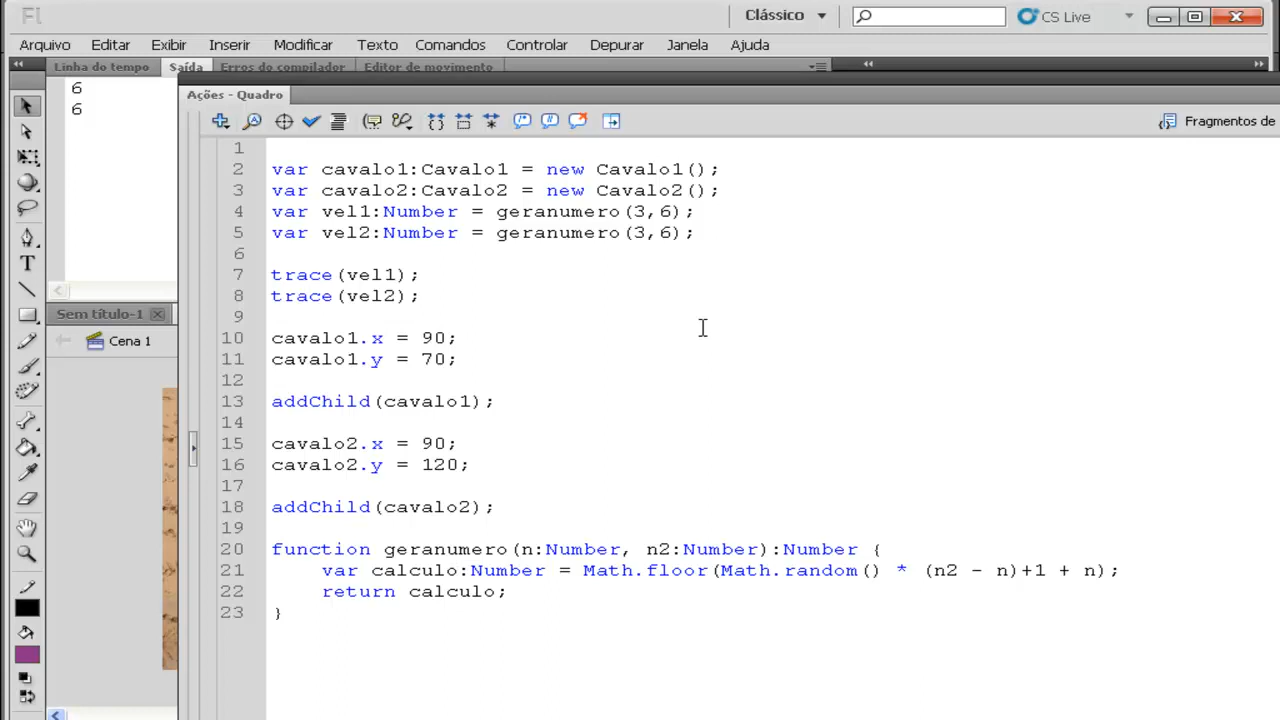 Fl Clássico CS Live
Arquivo Editar Exibir Inserir Modificar Texto Comandos Controlar Depurar Janela Ajuda
Linha do tempo Saída Erros do compilador Editor de movimento
6
6
Ações - Quadro
Fragmentos de
1
2 var cavalo1:Cavalo1 = new Cavalo1();
3 var cavalo2:Cavalo2 = new Cavalo2();
4 var vel1:Number = geranumero(3,6);
5 var vel2:Number = geranumero(3,6);
6
7 trace(vel1);
8 trace(vel2);
9
10 cavalo1.x = 90;
11 cavalo1.y = 70;
12
13 addChild(cavalo1);
14
15 cavalo2.x = 90;
16 cavalo2.y = 120;
17
18 addChild(cavalo2);
19
20 function geranumero(n:Number, n2:Number):Number {
21 var calculo:Number = Math.floor(Math.random() * (n2 - n)+1 + n);
22 return calculo;
23 }
Sem título-1
Cena 1